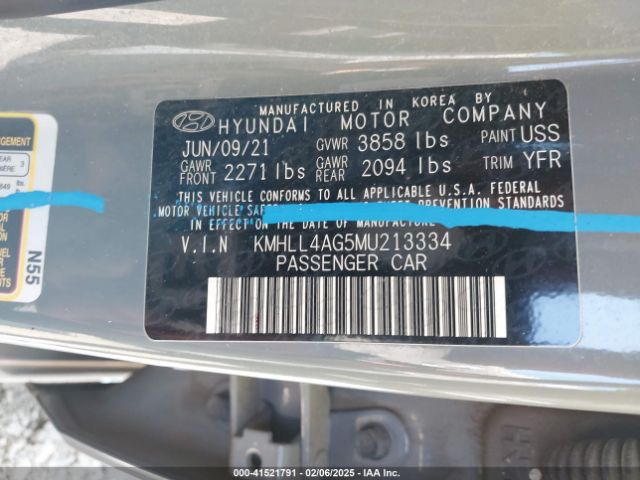 MANUFACTURED IN KOREA BY
HYUNDAI MOTOR COMPANY
JUN/09/21 GVWR 3858 lbs PAINT USS
GAWR FRONT 2271 lbs GAWR REAR 2094 lbs TRIM YFR
THIS VEHICLE CONFORMS TO ALL APPLICABLE U.S.A. FEDERAL
MOTOR VEHICLE PREVENTION STANDARDS
IN EFFECT ON THE DATE OF MANUFACTURE
V.I.N KMHLL4AG5MU213334
PASSENGER CAR
N55
000-41521791 - 02/06/2025 - IAA Inc.